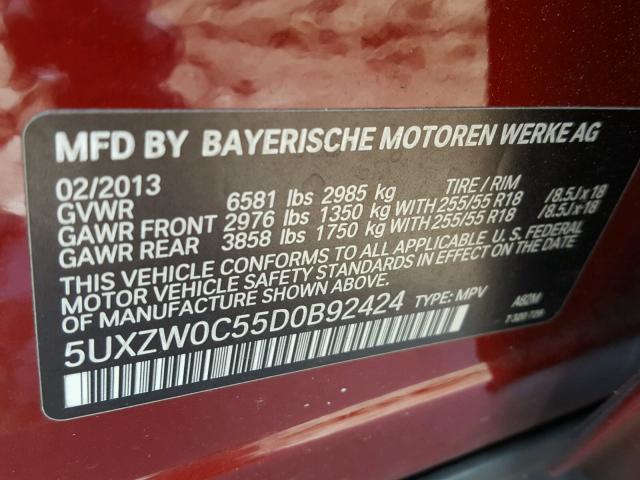 MFD BY BAYERISCHE MOTOREN WERKE AG
02/2013
GVWR 6581 lbs 2985 kg TIRE / RIM
GAWR FRONT 2976 lbs 1350 kg WITH 255/55 R18 /8.5J x 18
GAWR REAR 3858 lbs 1750 kg WITH 255/55 R18 /8.5J x 18
THIS VEHICLE CONFORMS TO ALL APPLICABLE U.S. FEDERAL
MOTOR VEHICLE SAFETY STANDARDS IN EFFECT ON THE DATE
OF MANUFACTURE SHOWN ABOVE.
5UXZW0C55D0B92424 TYPE: MPV